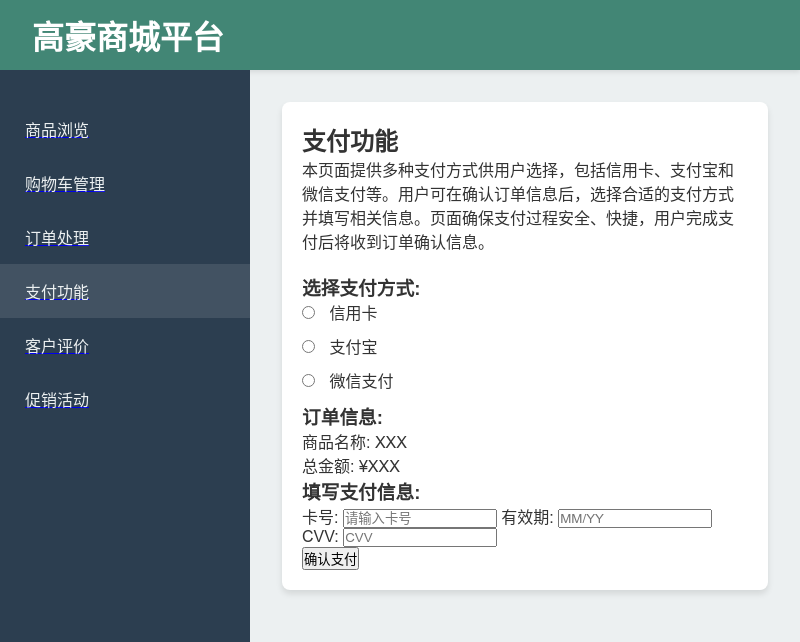 高豪商城平台
商品浏览
购物车管理
订单处理
支付功能
客户评价
促销活动
支付功能
本页面提供多种支付方式供用户选择，包括信用卡、支付宝和
微信支付等。用户可在确认订单信息后，选择合适的支付方式
并填写相关信息。页面确保支付过程安全、快捷，用户完成支
付后将收到订单确认信息。
选择支付方式:
信用卡
支付宝
微信支付
订单信息:
商品名称: XXX
总金额: ¥XXX
填写支付信息:
卡号: 请输入卡号 有效期: MM/YY
CVV: CVV
确认支付